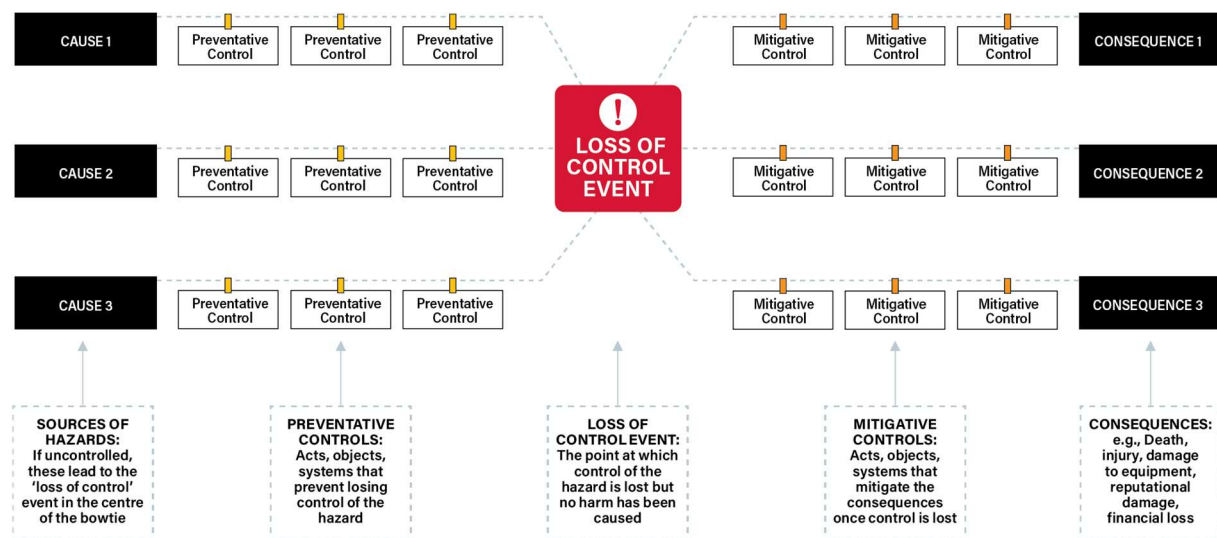 CAUSE 1
Preventative
Control
Preventative
Control
Preventative
Control
Mitigative
Control
Mitigative
Control
Mitigative
Control
CONSEQUENCE 1
!
LOSS OF
CONTROL
EVENT
CAUSE 2
Preventative
Control
Preventative
Control
Preventative
Control
Mitigative
Control
Mitigative
Control
Mitigative
Control
CONSEQUENCE 2
CAUSE 3
Preventative
Control
Preventative
Control
Preventative
Control
Mitigative
Control
Mitigative
Control
Mitigative
Control
CONSEQUENCE 3
SOURCES OF
HAZARDS:
If uncontrolled,
these lead to the
‘loss of control’
event in the centre
of the bowtie
PREVENTATIVE
CONTROLS:
Acts, objects,
systems that
prevent losing
control of the
hazard
LOSS OF
CONTROL EVENT:
The point at which
control of the
hazard is lost but
no harm has been
caused
MITIGATIVE
CONTROLS:
Acts, objects,
systems that
mitigate the
consequences
once control is lost
CONSEQUENCES:
e.g., Death,
injury, damage
to equipment,
reputational
damage,
financial loss